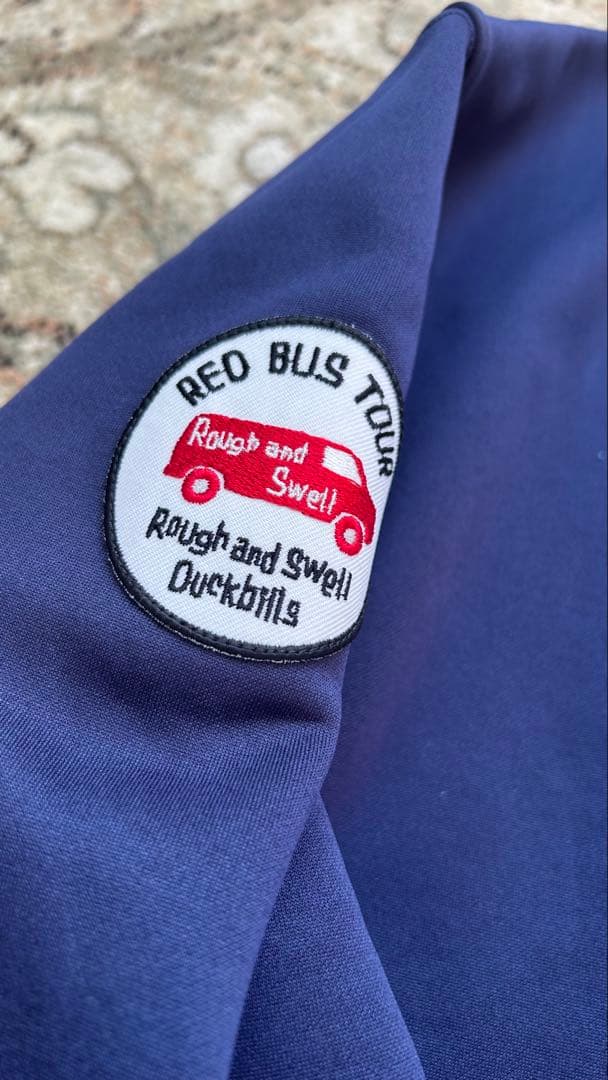 RED BUS TOUR
Rough and
Swell
Rough and Swell
Duckbills